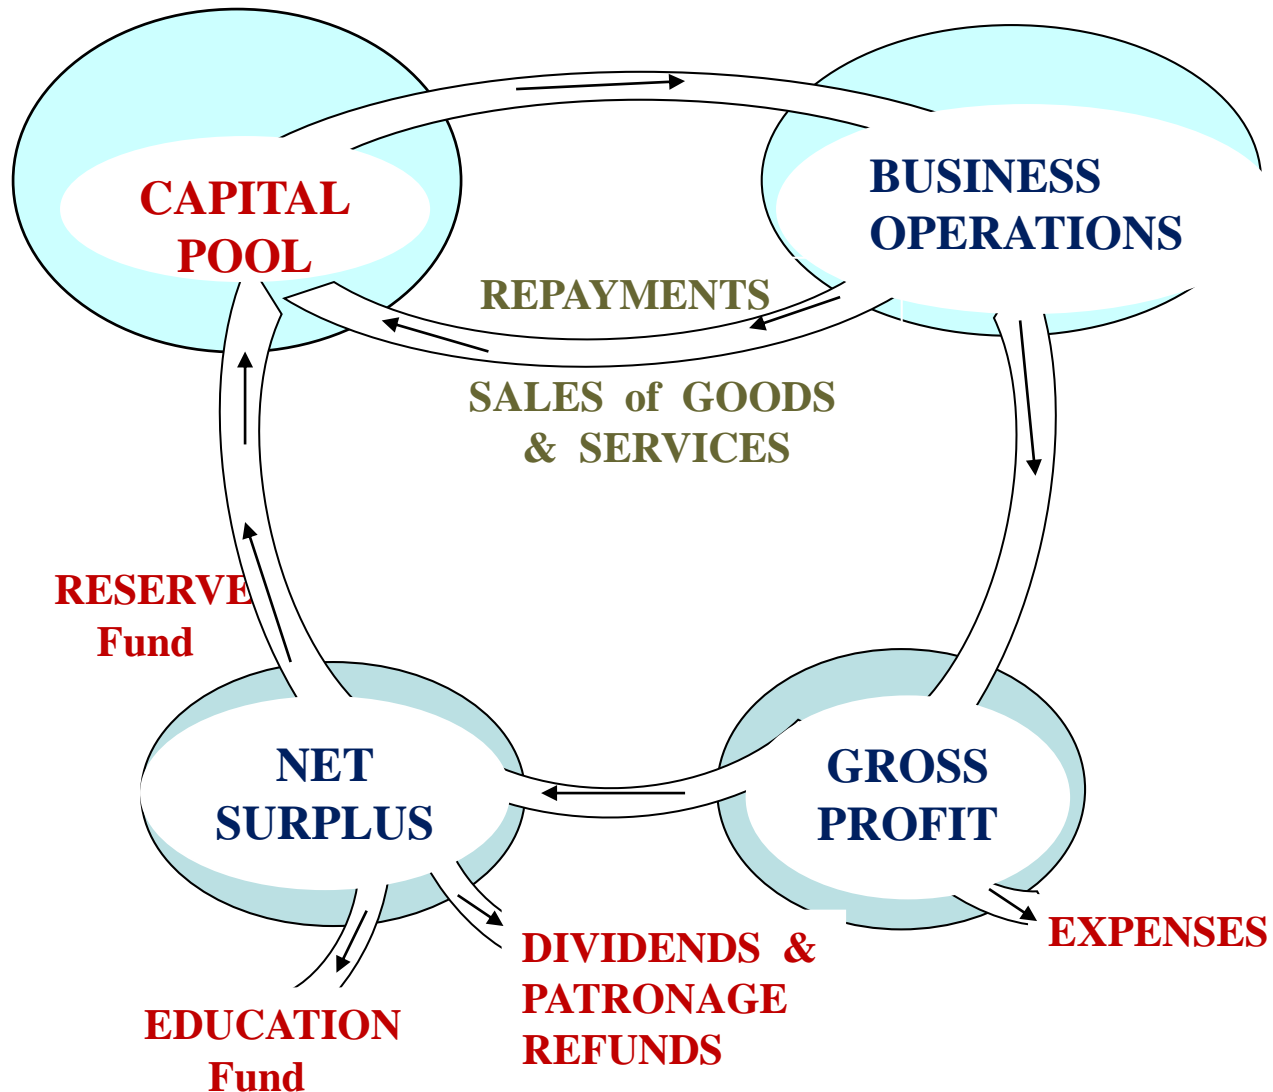 CAPITAL
POOL
BUSINESS
OPERATIONS
REPAYMENTS
SALES of GOODS
& SERVICES
RESERVE
Fund
NET
SURPLUS
GROSS
PROFIT
EXPENSES
DIVIDENDS &
PATRONAGE
REFUNDS
EDUCATION
Fund